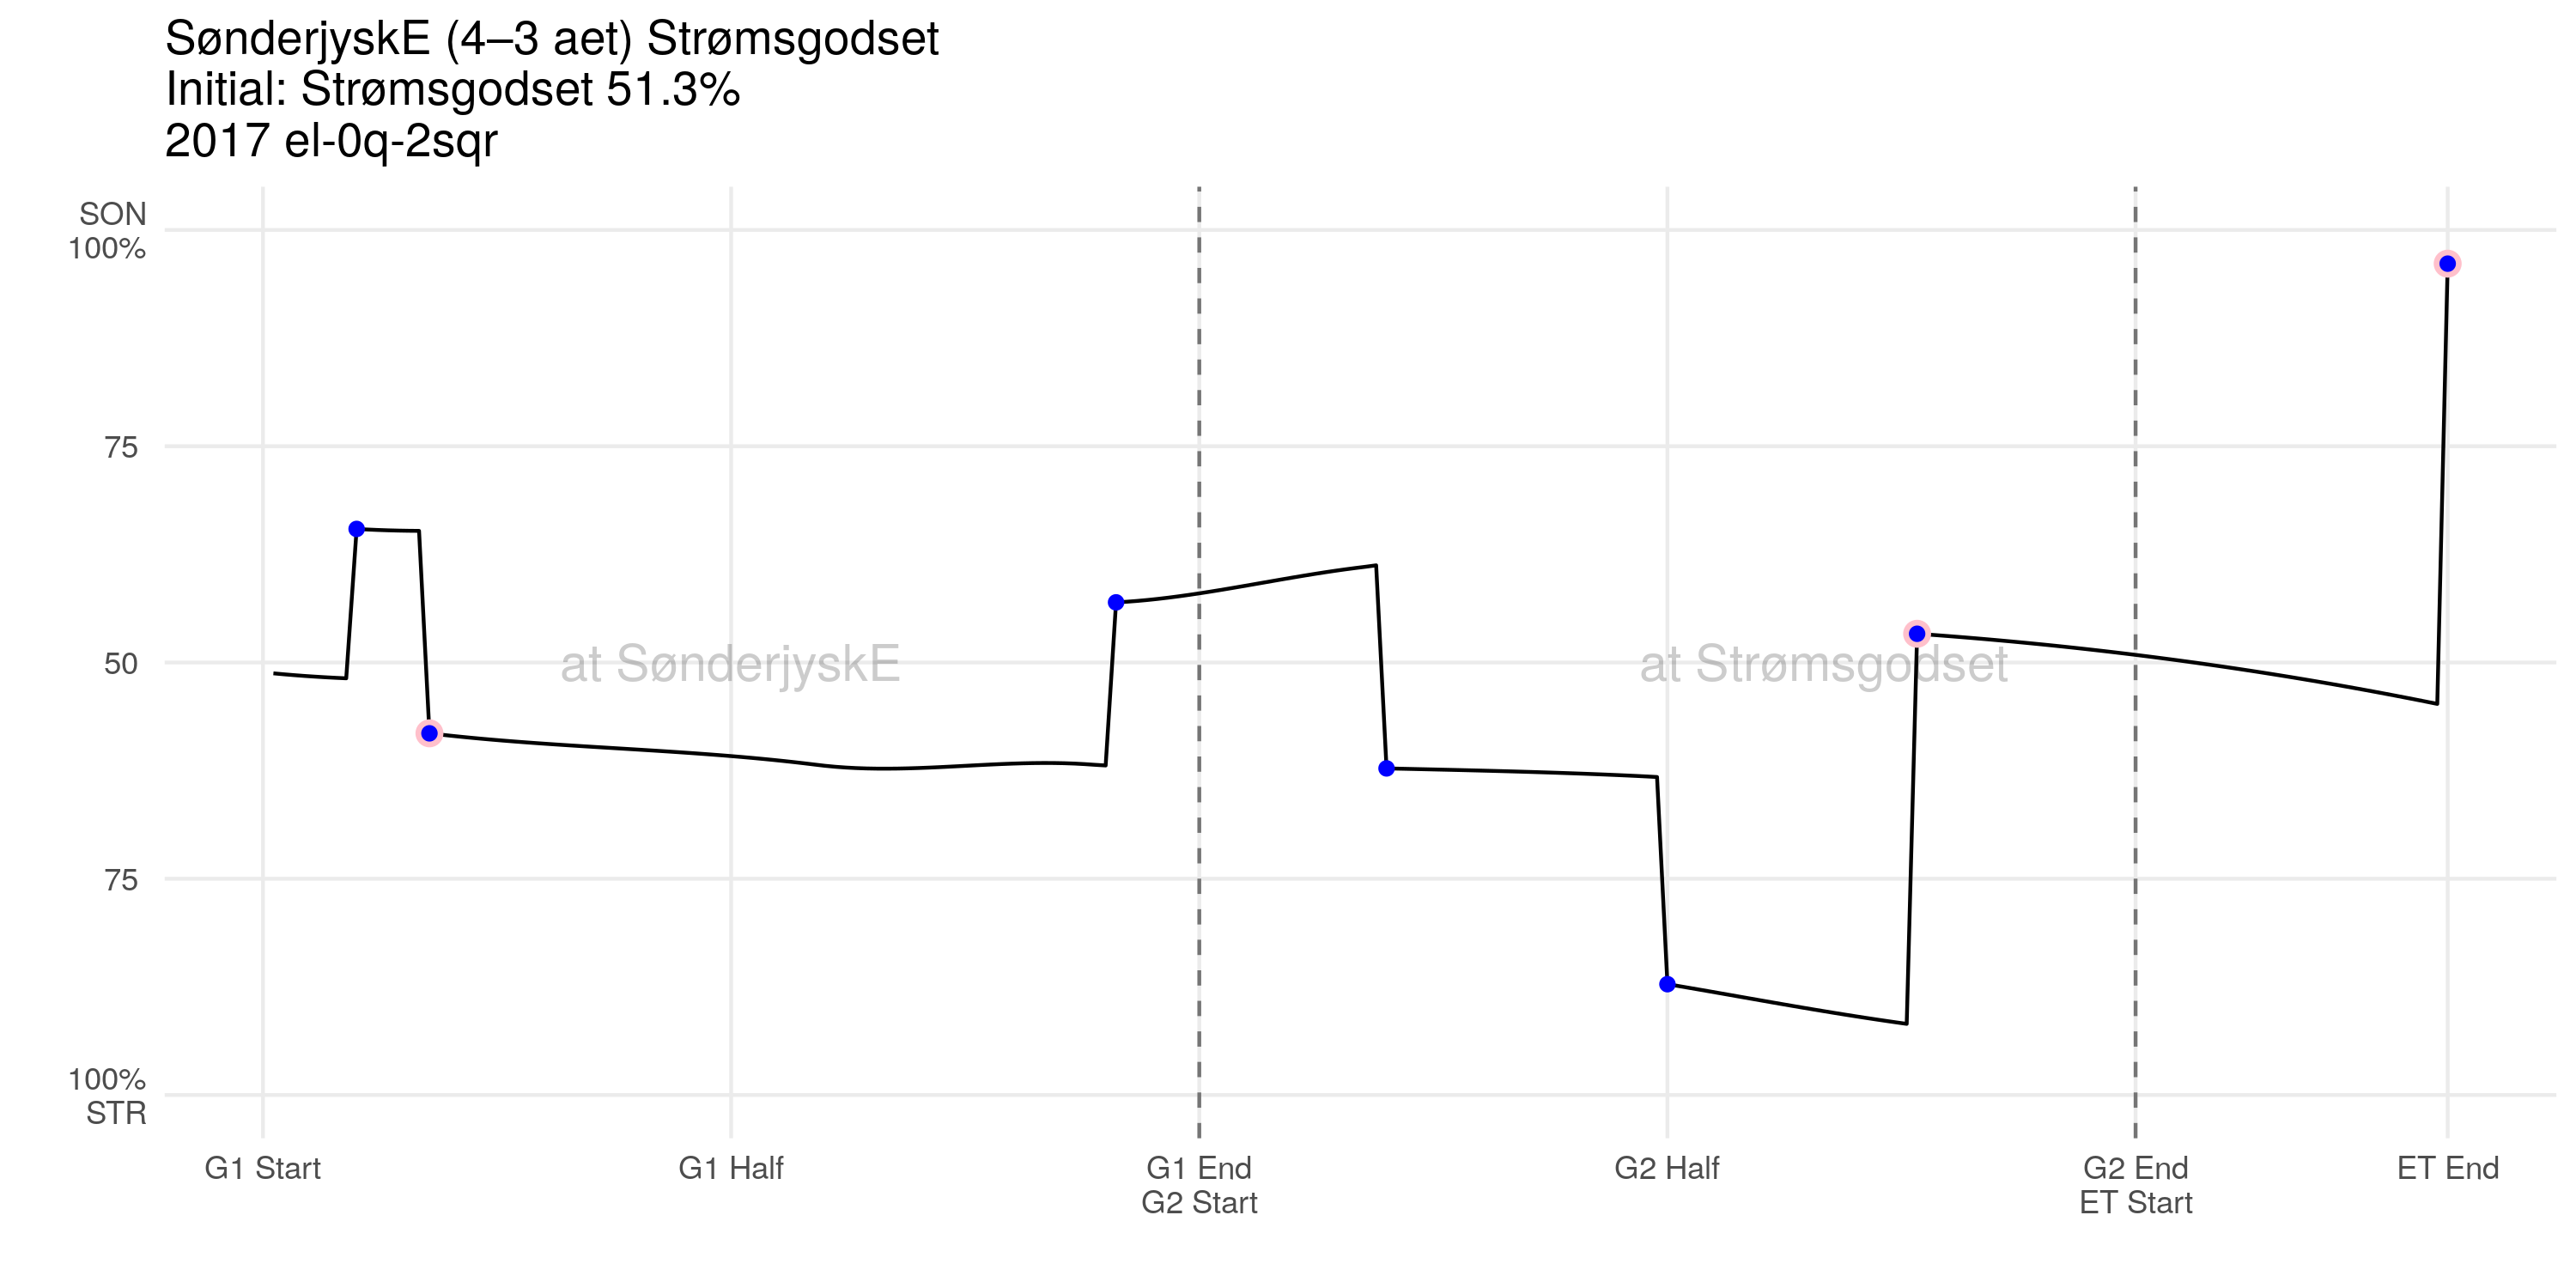 SønderjyskE (4–3 aet) Strømsgodset
Initial: Strømsgodset 51.3%
2017 el-0q-2sqr
SON
100%
75
50
75
100%
STR
at SønderjyskE
at Strømsgodset
G1 Start
G1 Half
G1 End
G2 Start
G2 Half
G2 End
ET Start
ET End